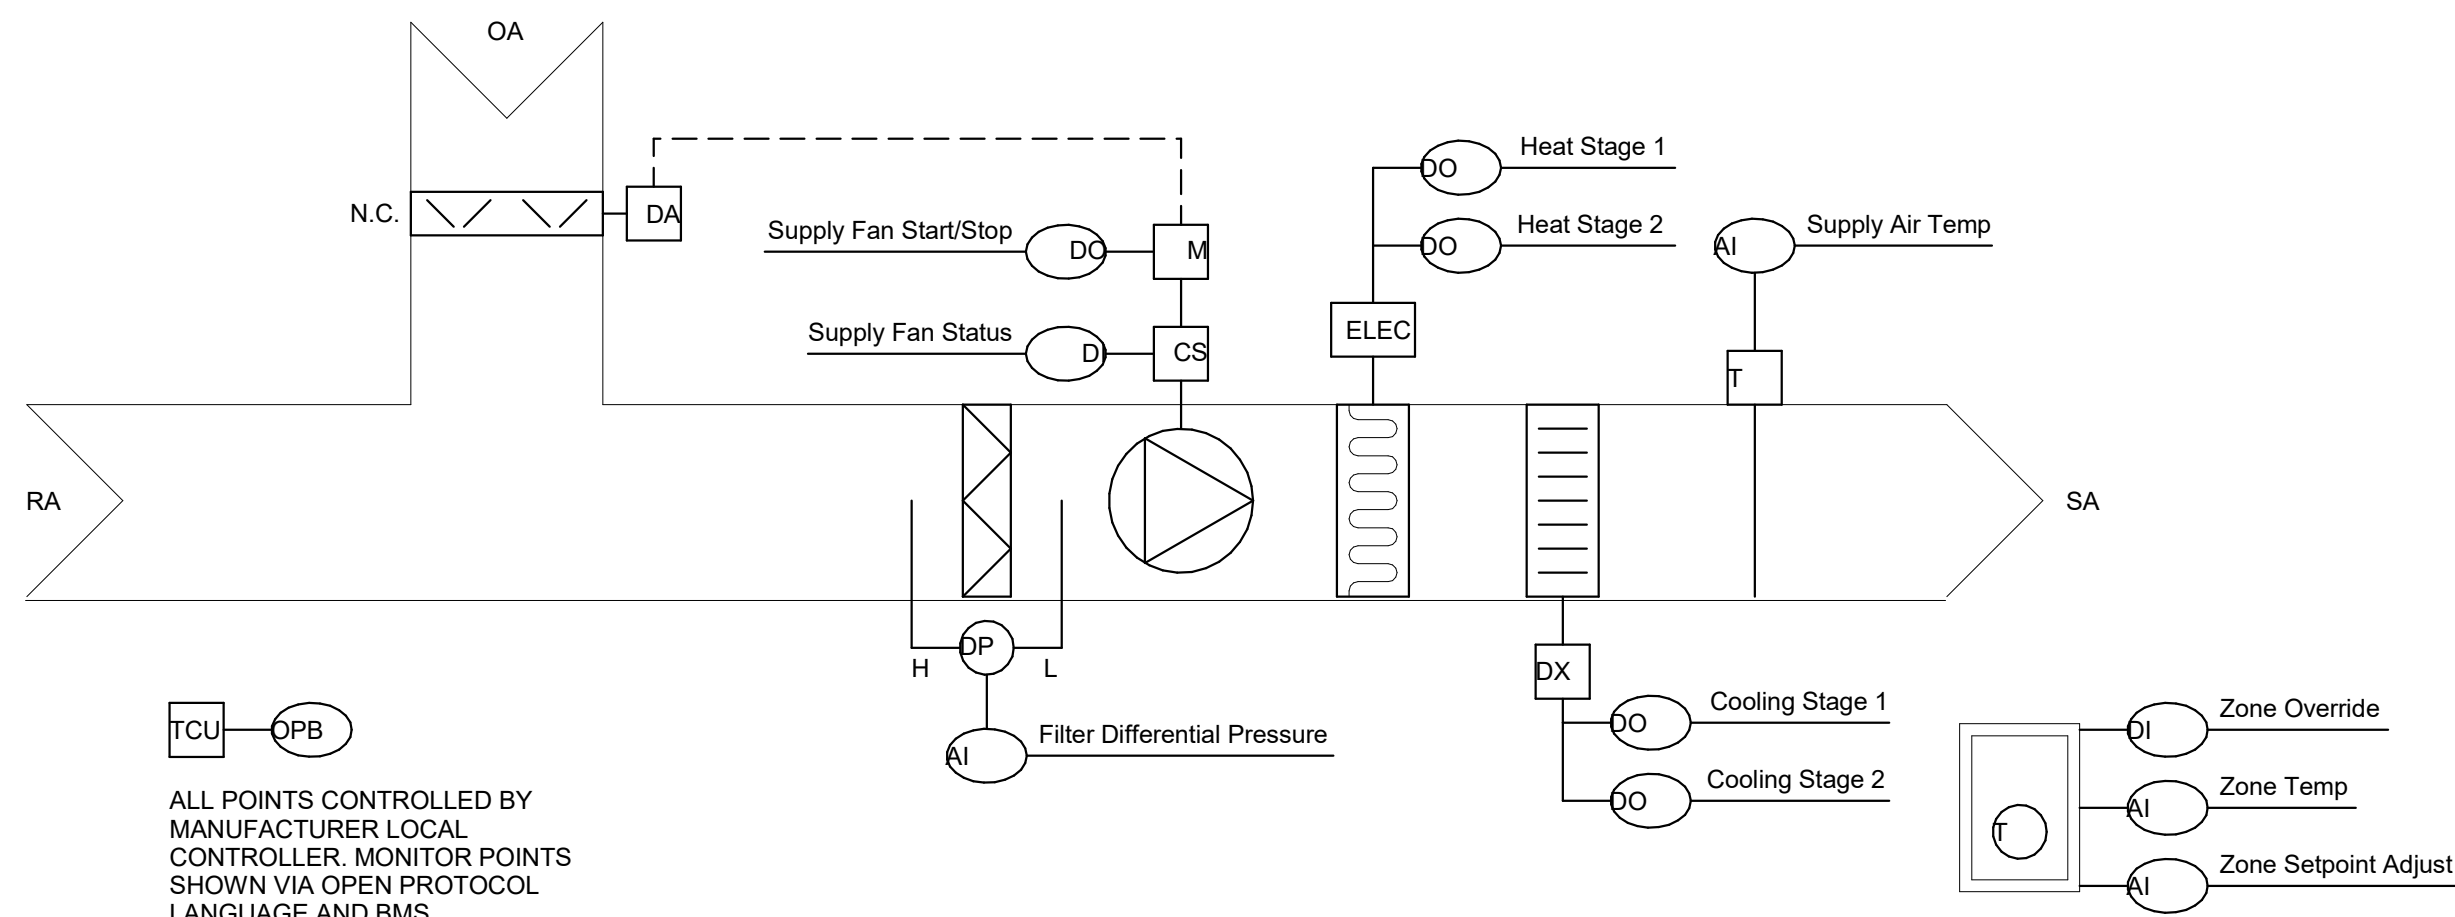 OA
Heat Stage 1
DO
N.C.
DA
Supply Fan Start/Stop
DO
M
Heat Stage 2
DO
Supply Air Temp
AI
Supply Fan Status
DI
CS
ELEC
T
RA
SA
DP
H
L
DX
TCU
OPB
Filter Differential Pressure
AI
Cooling Stage 1
DO
Cooling Stage 2
DO
Zone Override
DI
Zone Temp
AI
T
Zone Setpoint Adjust
AI
ALL POINTS CONTROLLED BY
MANUFACTURER LOCAL
CONTROLLER. MONITOR POINTS
SHOWN VIA OPEN PROTOCOL
LANGUAGE AND BMS